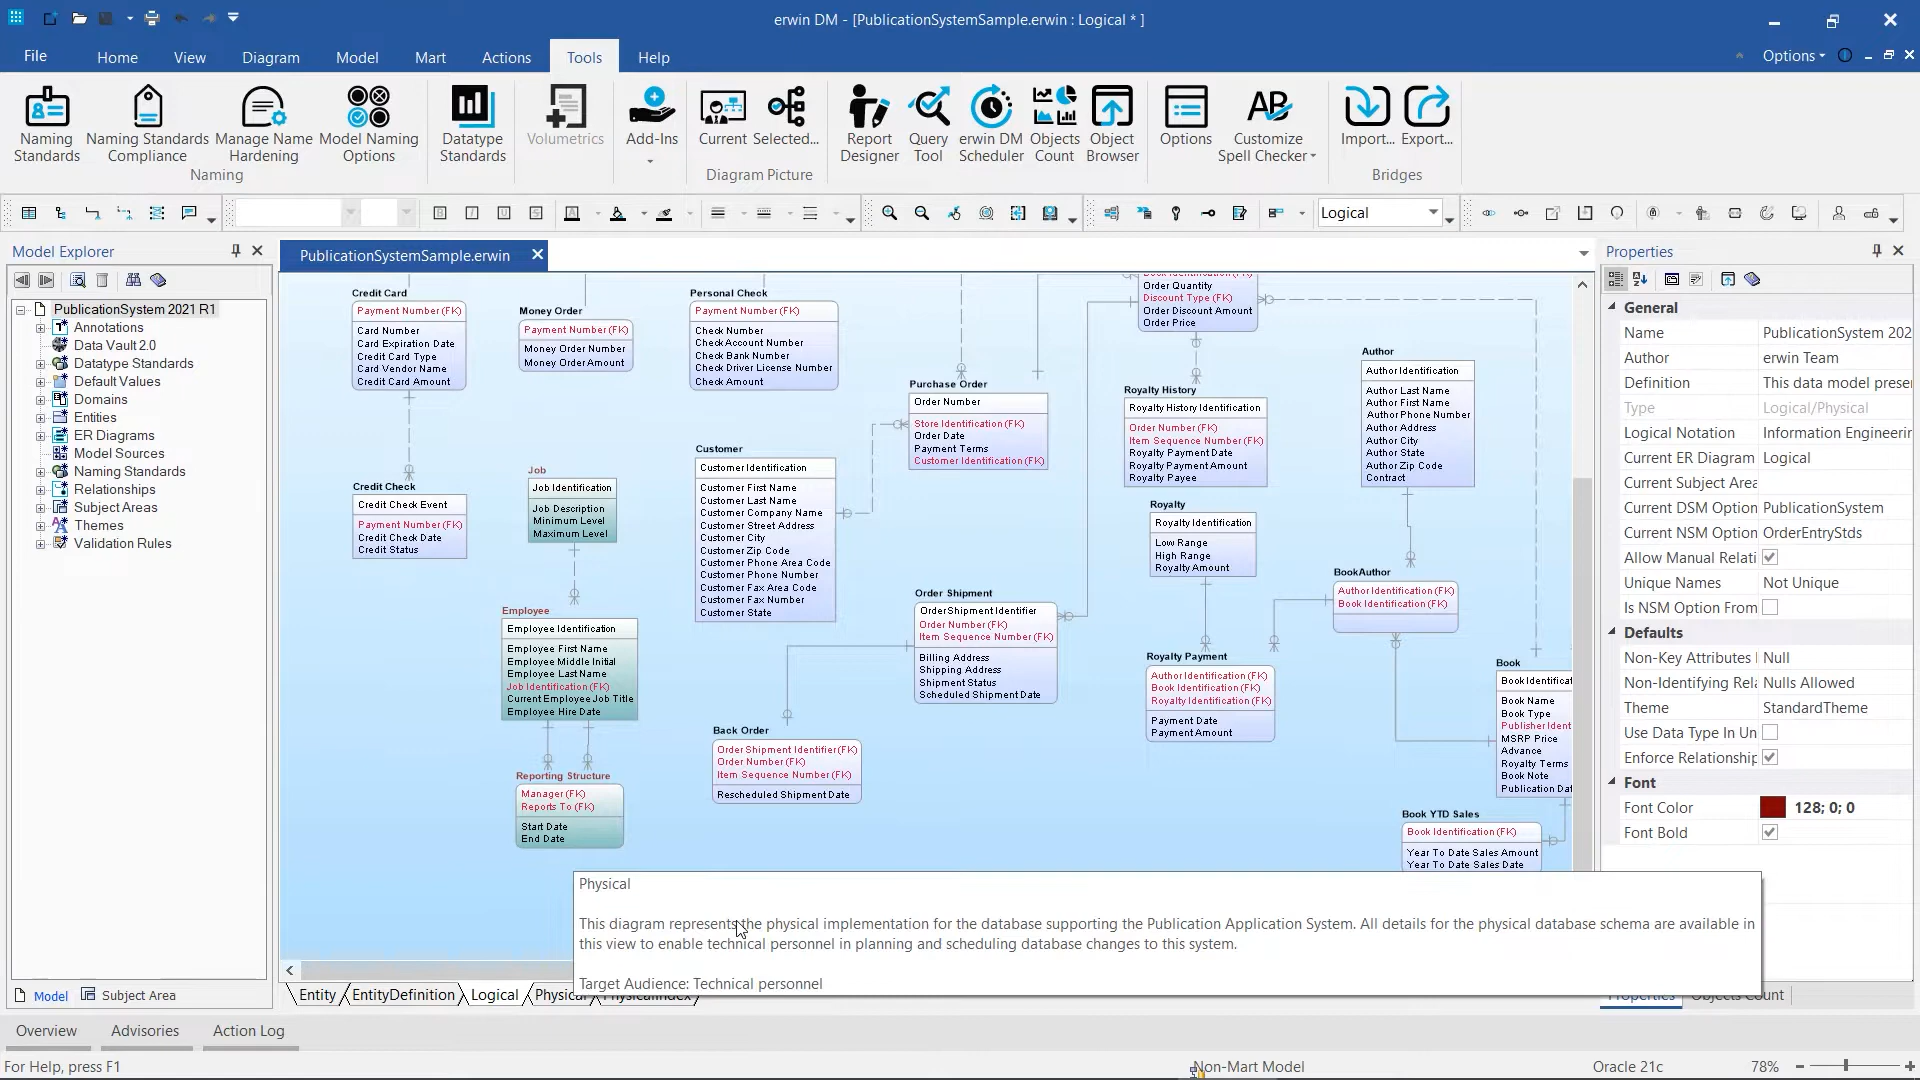 erwin DM - [PublicationSystemSample.erwin : Logical * ]
File
Home
View
Diagram
Model
Mart
Actions
Tools
Help
Options
Naming Standards
Naming Standards Compliance
Manage Name Hardening
Model Naming Options
Naming
Datatype Standards
Volumetrics
Add-Ins
Current
Selected...
Diagram Picture
Report Designer
Query Tool
erwin DM Scheduler
Objects Count
Object Browser
Options
Customize Spell Checker
Import...
Export...
Bridges
Logical
Model Explorer
PublicationSystem 2021 R1
Annotations
Data Vault 2.0
Datatype Standards
Default Values
Domains
Entities
ER Diagrams
Model Sources
Naming Standards
Relationships
Subject Areas
Themes
Validation Rules
Model
Subject Area
PublicationSystemSample.erwin
Credit Card
Payment Number (FK)
Card Number
Card Expiration Date
Credit Card Type
Card Vendor Name
Credit Card Amount
Money Order
Payment Number (FK)
Money Order Number
Money Order Amount
Personal Check
Payment Number (FK)
Check Number
Check Account Number
Check Bank Number
Check Driver License Number
Check Amount
Order Quantity
Discount Type (FK)
Order Discount Amount
Order Price
Purchase Order
Order Number
Store Identification (FK)
Order Date
Payment Terms
Customer Identification (FK)
Royalty History
Royalty History Identification
Order Number (FK)
Item Sequence Number (FK)
Royalty Payment Date
Royalty Payment Amount
Royalty Payee
Author
Author Identification
Author Last Name
Author First Name
Author Phone Number
Author Address
Author City
Author State
Author Zip Code
Contract
Credit Check
Credit Check Event
Payment Number (FK)
Credit Check Date
Credit Status
Job
Job Identification
Job Description
Minimum Level
Maximum Level
Customer
Customer Identification
Customer First Name
Customer Last Name
Customer Company Name
Customer Street Address
Customer City
Customer Zip Code
Customer Phone Area Code
Customer Phone Number
Customer Fax Area Code
Customer Fax Number
Customer State
Royalty
Royalty Identification
Low Range
High Range
Royalty Amount
BookAuthor
Author Identification (FK)
Book Identification (FK)
Employee
Employee Identification
Employee First Name
Employee Middle Initial
Employee Last Name
Job Identification (FK)
Current Employee Job Title
Employee Hire Date
Order Shipment
Order Shipment Identifier
Order Number (FK)
Item Sequence Number (FK)
Billing Address
Shipping Address
Shipment Status
Scheduled Shipment Date
Royalty Payment
Author Identification (FK)
Book Identification (FK)
Royalty Identification (FK)
Payment Date
Payment Amount
Book
Book Identificat
Book Name
Book Type
Publisher Ident
MSRP Price
Advance
Royalty Terms
Book Note
Publication Dat
Back Order
Order Shipment Identifier (FK)
Order Number (FK)
Item Sequence Number (FK)
Rescheduled Shipment Date
Reporting Structure
Manager (FK)
Reports To (FK)
Start Date
End Date
Book YTD Sales
Book Identification (FK)
Year To Date Sales Amount
Year To Date Sales Date
Physical
This diagram represents the physical implementation for the database supporting the Publication Application System. All details for the physical database schema are available in
this view to enable technical personnel in planning and scheduling database changes to this system.
Target Audience: Technical personnel
Entity
EntityDefinition
Logical
Physical
Properties
General
Name PublicationSystem 202
Author erwin Team
Definition This data model prese
Type Logical/Physical
Logical Notation Information Engineerin
Current ER Diagram Logical
Current Subject Area
Current DSM Option PublicationSystem
Current NSM Option OrderEntryStds
Allow Manual Relati
Unique Names Not Unique
Is NSM Option From
Defaults
Non-Key Attributes Null
Non-Identifying Rela Nulls Allowed
Theme StandardTheme
Use Data Type In Un
Enforce Relationship
Font
Font Color 128; 0; 0
Font Bold
Overview
Advisories
Action Log
For Help, press F1
Non-Mart Model
Oracle 21c
78%